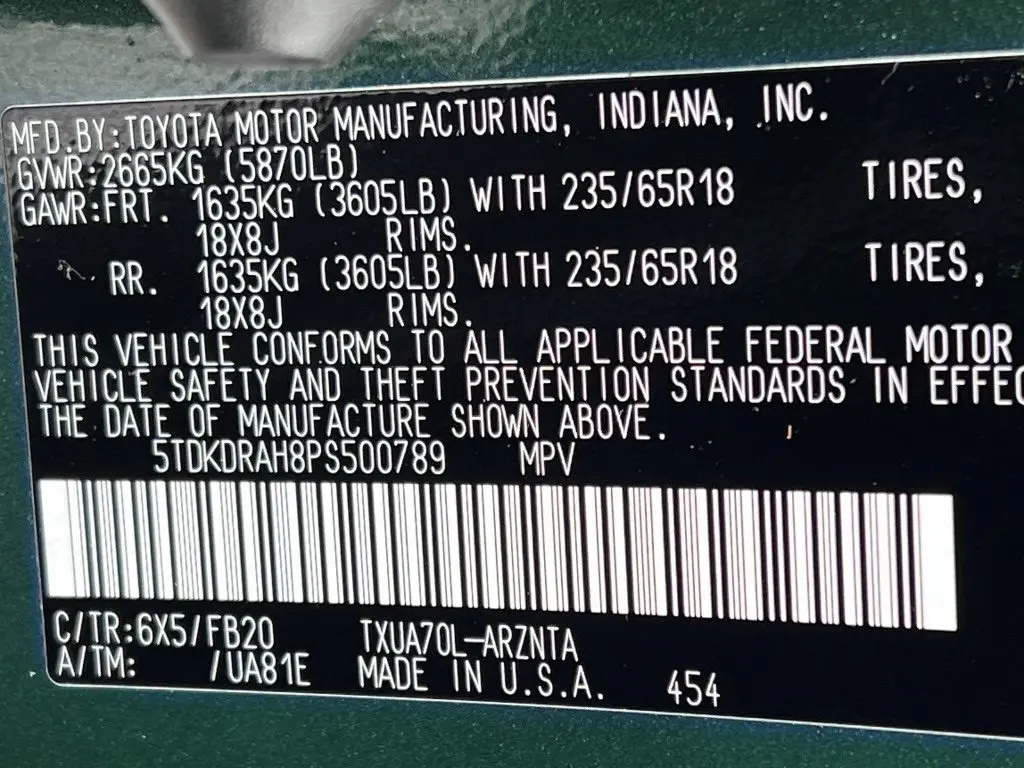 MFD.BY:TOYOTA MOTOR MANUFACTURING, INDIANA, INC.
GVWR:2665KG (5870LB)
GAWR:FRT. 1635KG (3605LB) WITH 235/65R18 TIRES,
18X8J RIMS.
RR. 1635KG (3605LB) WITH 235/65R18 TIRES,
18X8J RIMS.
THIS VEHICLE CONFORMS TO ALL APPLICABLE FEDERAL MOTOR
VEHICLE SAFETY AND THEFT PREVENTION STANDARDS IN EFFEC
THE DATE OF MANUFACTURE SHOWN ABOVE.
5TDKDRAH8PS500789 MPV
C/TR:6X5/FB20 TXUA70L-ARZNTA
A/TM: /UA81E MADE IN U.S.A. 454